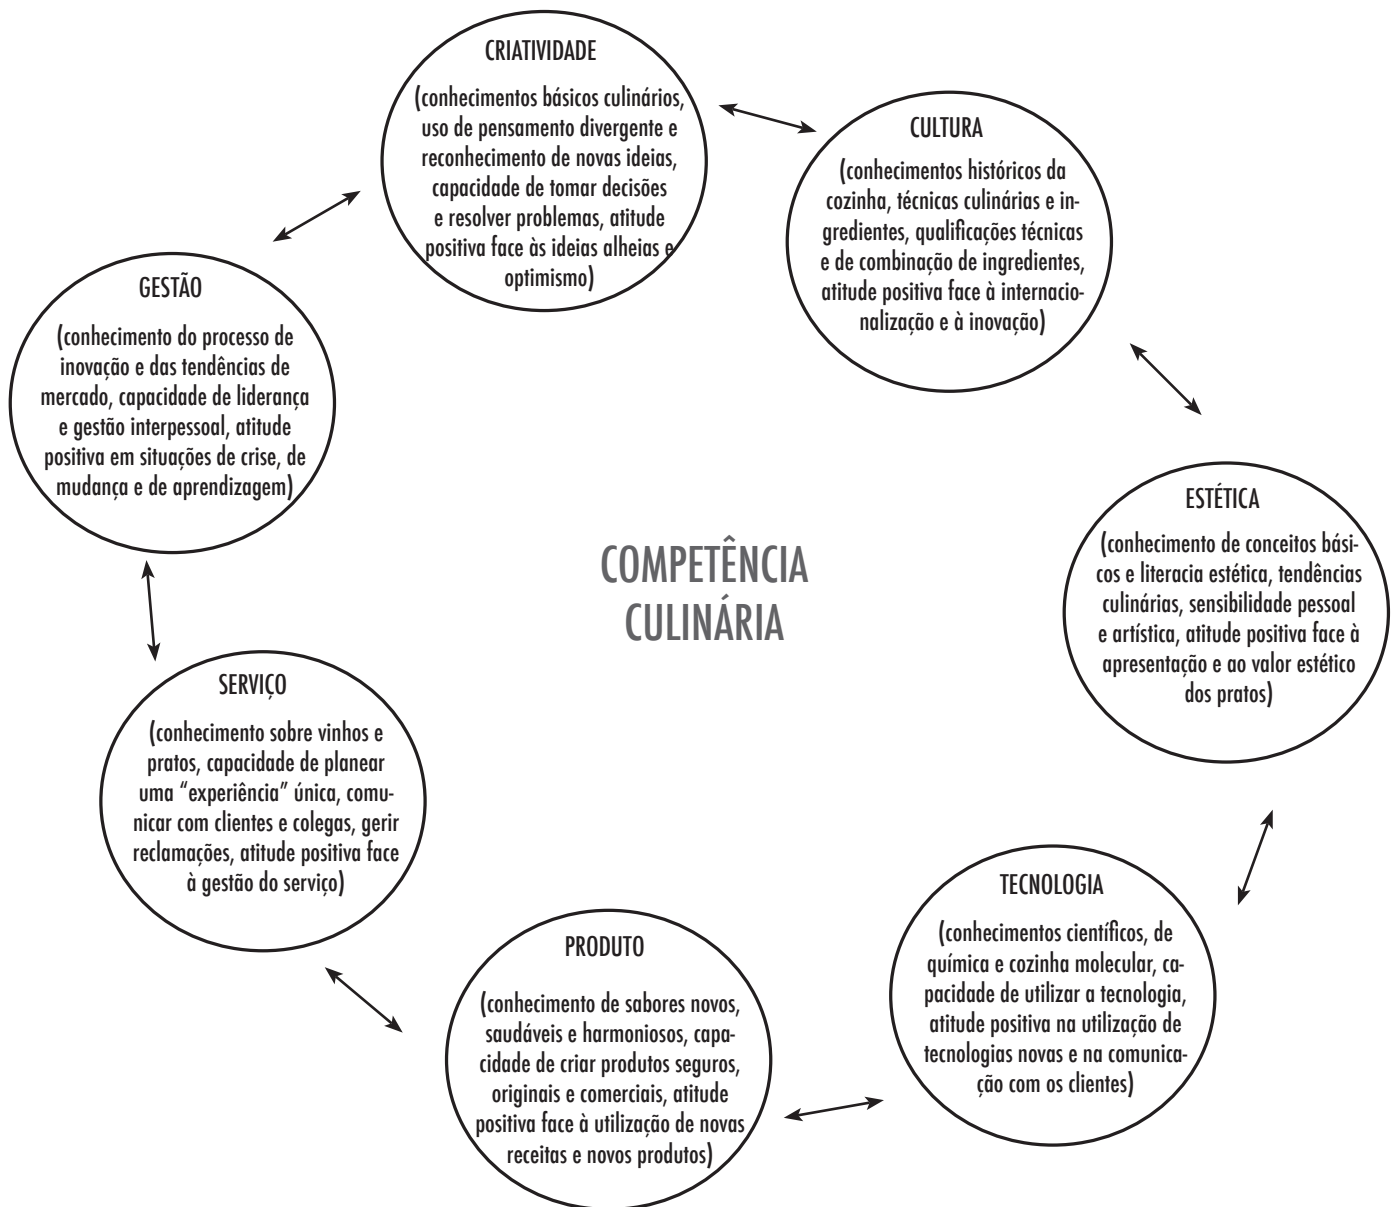 CRIATIVIDADE
(conhecimentos básicos culinários,
uso de pensamento divergente e
reconhecimento de novas ideias,
capacidade de tomar decisões
e resolver problemas, atitude
positiva face às ideias alheias e
optimismo)
CULTURA
(conhecimentos históricos da
cozinha, técnicas culinárias e in-
gredientes, qualificações técnicas
e de combinação de ingredientes,
atitude positiva face à internacio-
nalização e à inovação)
GESTÃO
(conhecimento do processo de
inovação e das tendências de
mercado, capacidade de liderança
e gestão interpessoal, atitude
positiva em situações de crise, de
mudança e de aprendizagem)
ESTÉTICA
(conhecimento de conceitos bási-
cos e literacia estética, tendências
culinárias, sensibilidade pessoal
e artística, atitude positiva face à
apresentação e ao valor estético
dos pratos)
COMPETÊNCIA
CULINÁRIA
SERVIÇO
(conhecimento sobre vinhos e
pratos, capacidade de planear
uma “experiência” única, comu-
nicar com clientes e colegas, gerir
reclamações, atitude positiva face
à gestão do serviço)
TECNOLOGIA
(conhecimentos científicos, de
química e cozinha molecular, ca-
pacidade de utilizar a tecnologia,
atitude positiva na utilização de
tecnologias novas e na comunica-
ção com os clientes)
PRODUTO
(conhecimento de sabores novos,
saudáveis e harmoniosos, capa-
cidade de criar produtos seguros,
originais e comerciais, atitude
positiva face à utilização de novas
receitas e novos produtos)